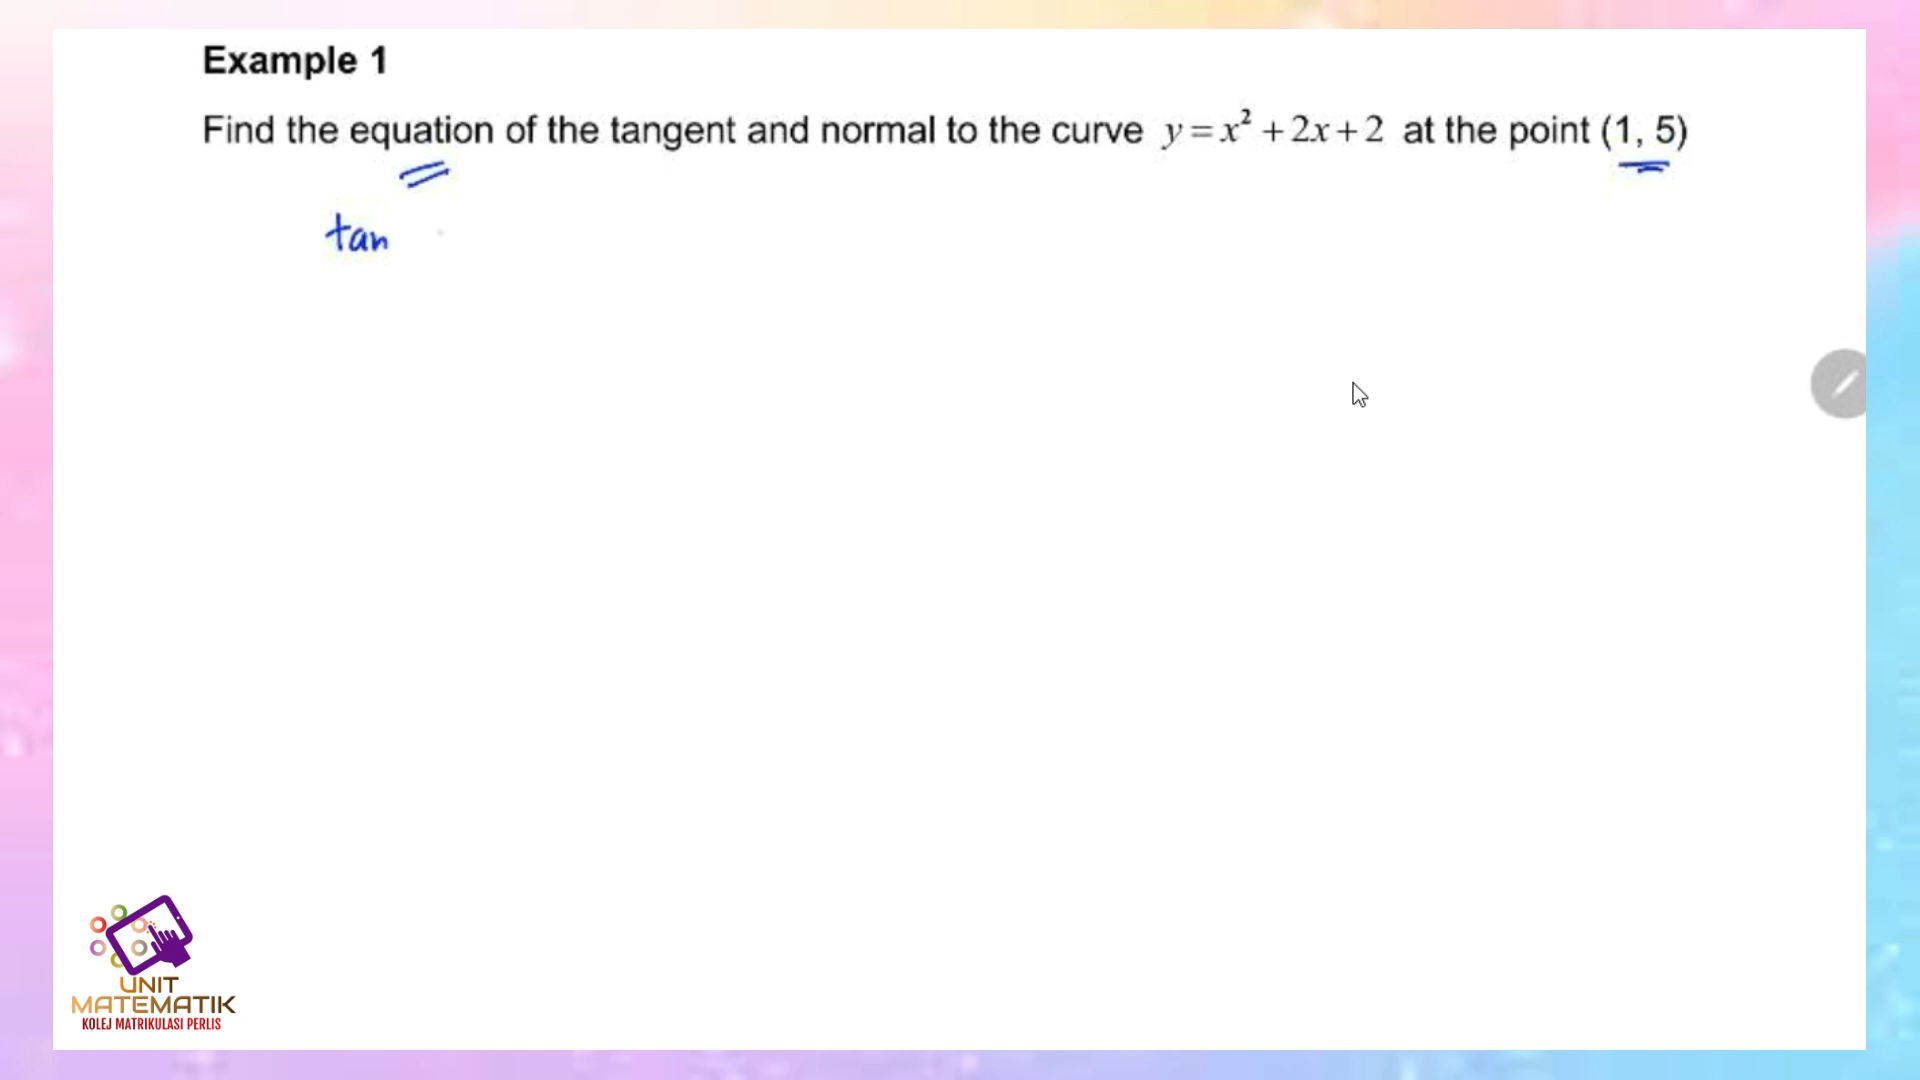 Example 1
Find the equation of the tangent and normal to the curve y = x² + 2x + 2 at the point (1, 5)
tan
UNIT
MATEMATIK
KOLEJ MATRIKULASI PERLIS